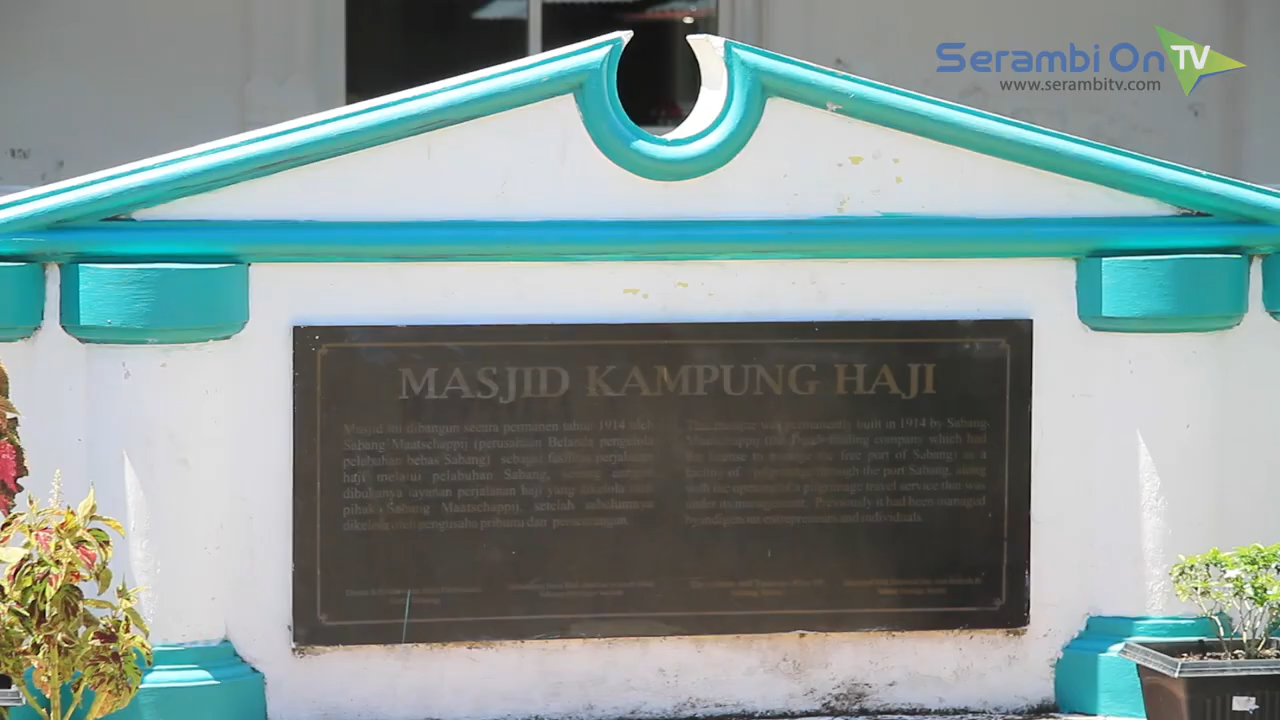 Serambi On TV
www.serambitv.com
MASJID KAMPUNG HAJI
Masjid ini dibangun secara permanen tahun 1914 oleh
Sabang Maatschappij (perusahaan Belanda pengelola
pelabuhan bebas Sabang) sebagai fasilitas perjalanan
haji melalui pelabuhan Sabang,
dibukanya layanan perjalanan haji yang dikelola oleh
pihak Sabang Maatschappij, setelah sebelumnya
dikelola oleh pengusaha pribumi dan perseorangan.
This mosque was permanently built in 1914 by Sabang
Maatschappij (the Dutch trading company which had
the license to manage the free port of Sabang) as a
facility of pilgrimage through the port Sabang, along
with the opening of a pilgrimage travel service that was
under its management. Previously it had been managed
by indigenous entrepreneurs and individuals.